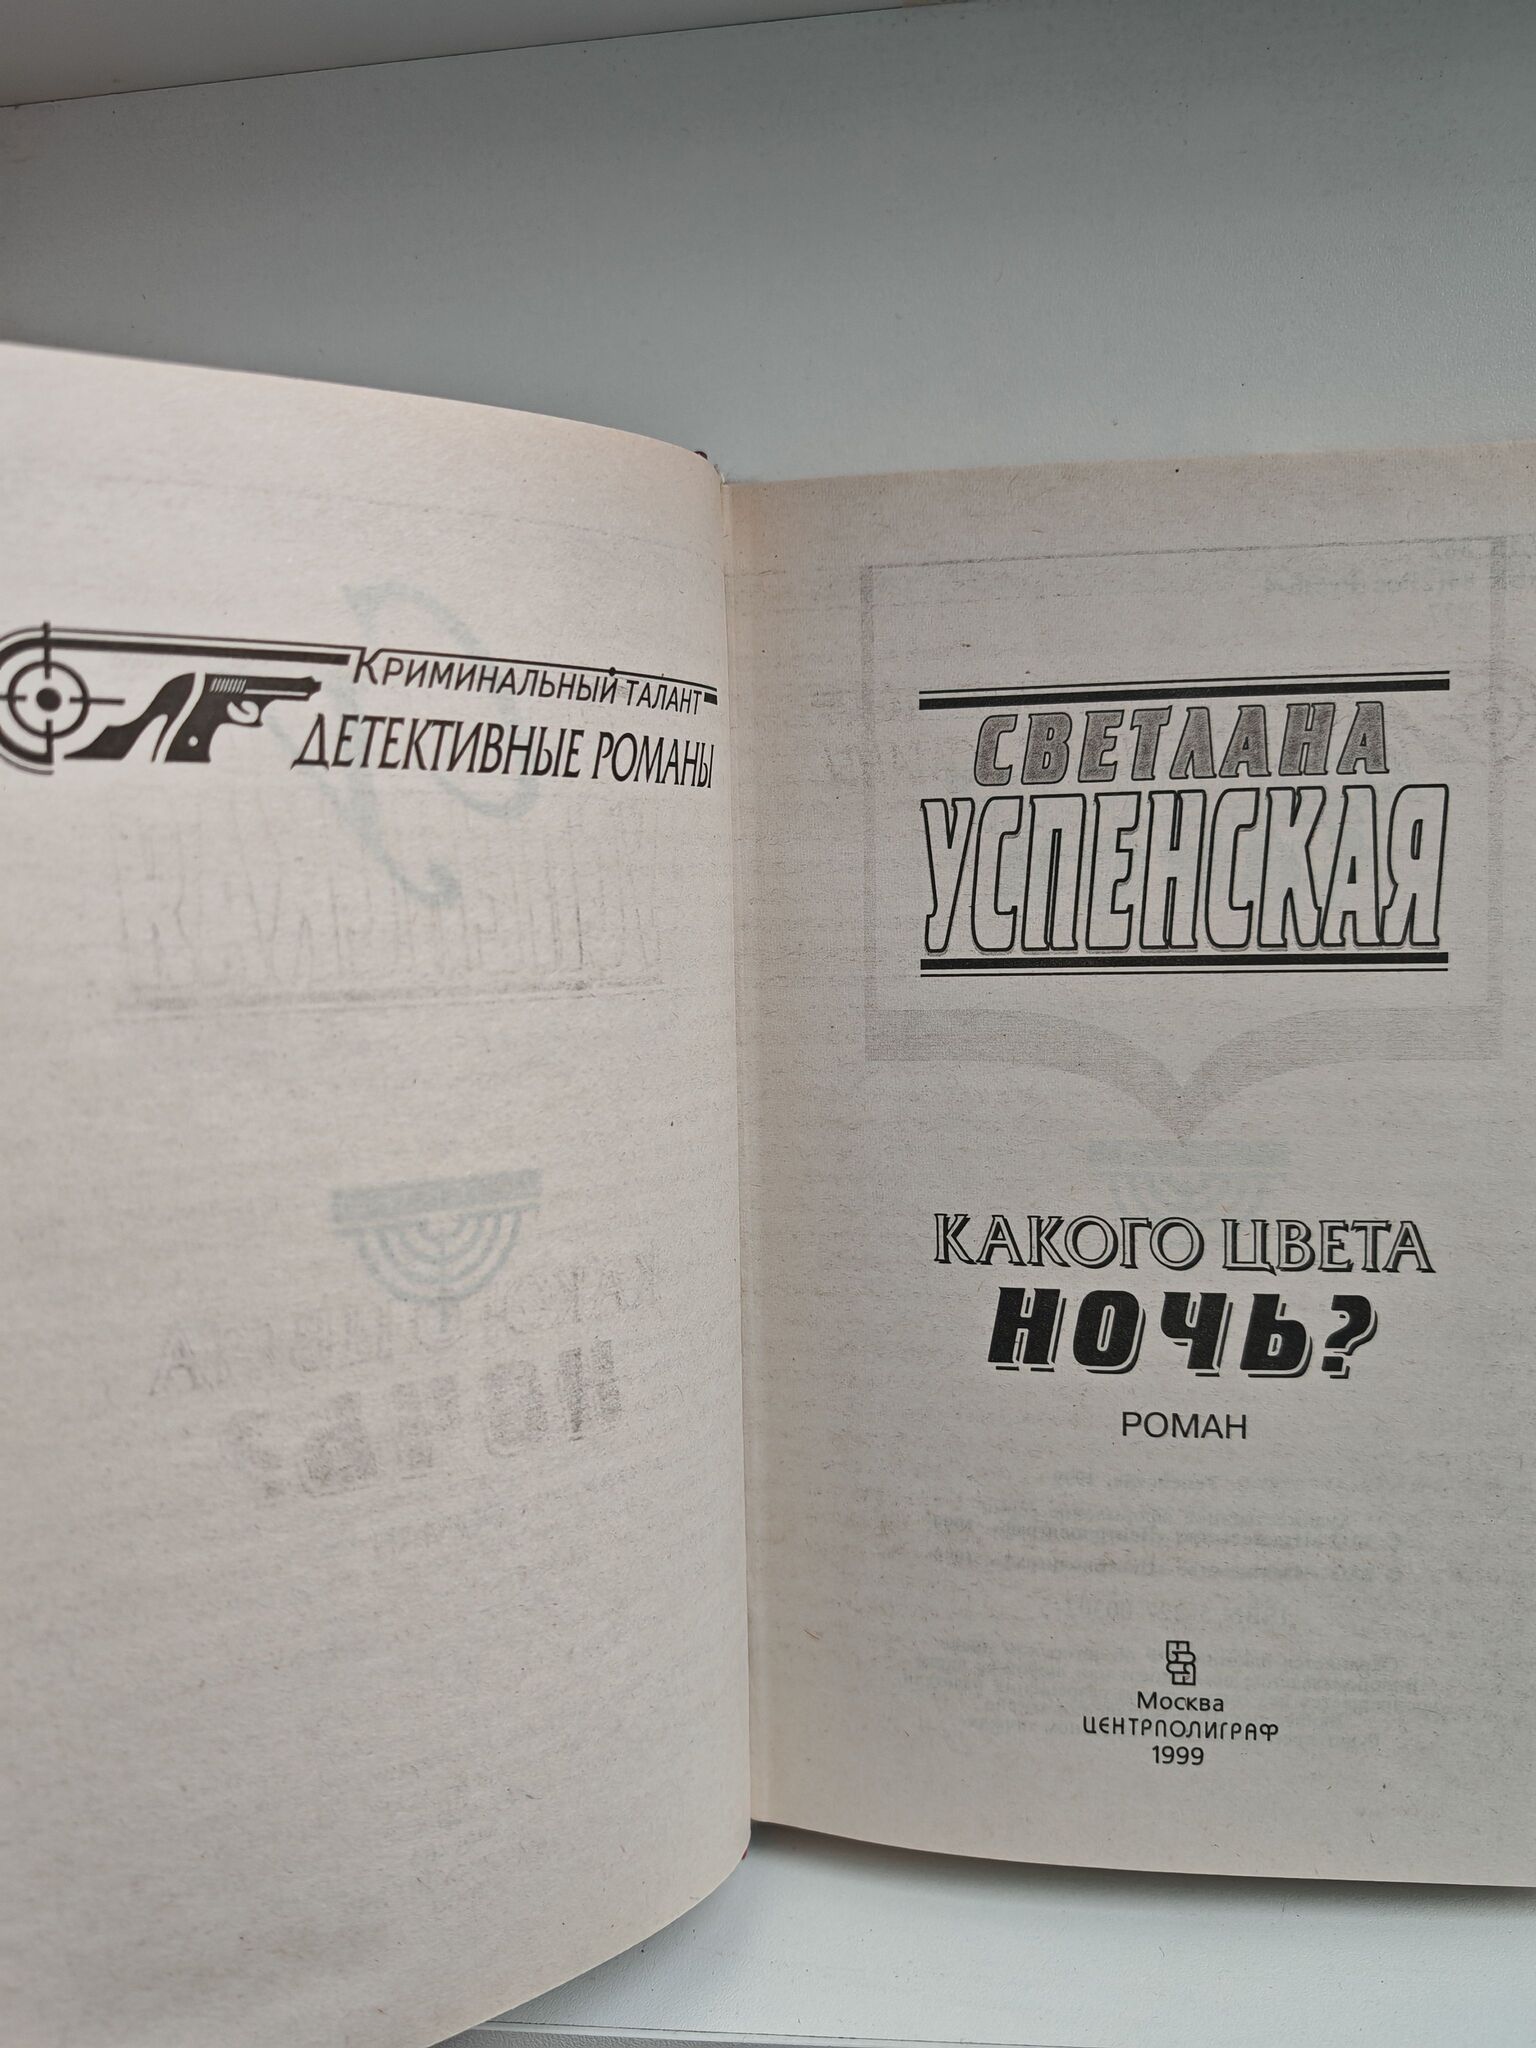 Криминальный талант
Детективные романы
СВЕТЛАНА
УСПЕНСКАЯ
КАКОГО ЦВЕТА
НОЧЬ?
РОМАН
Москва
ЦЕНТРПОЛИГРАФ
1999